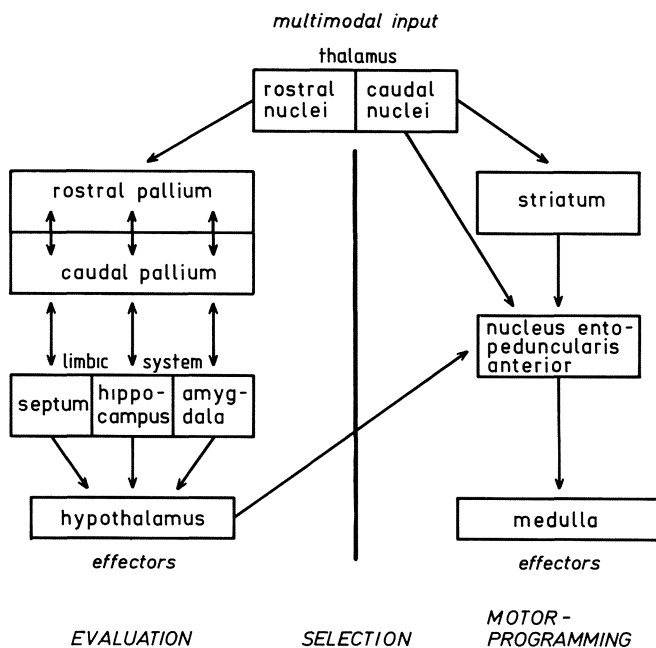 multimodal input
thalamus
rostral nuclei
caudal nuclei
rostral pallium
caudal pallium
striatum
nucleus ento-
peduncularis
anterior
limbic system
septum
hippo-
campus
amyg-
dala
hypothalamus
medulla
effectors
effectors
EVALUATION
SELECTION
MOTOR-
PROGRAMMING